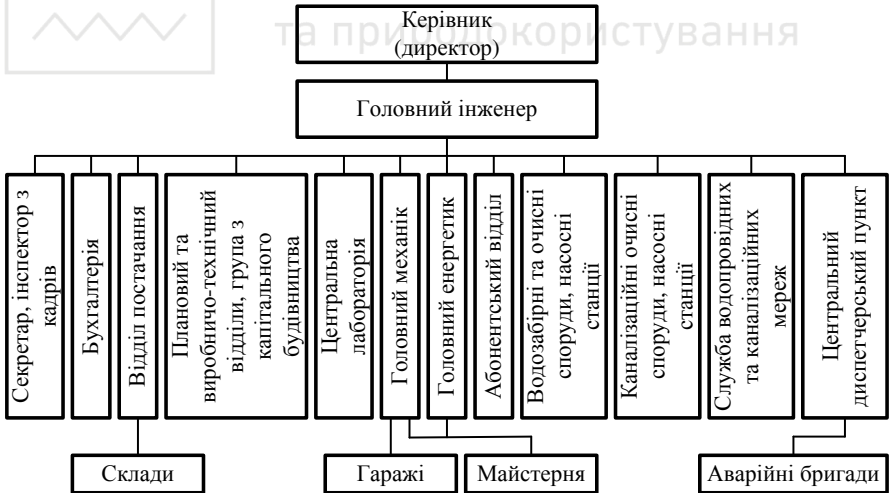 та природокористування
Керівник
(директор)
Головний інженер
Секретар, інспектор з
кадрів
Бухгалтерія
Відділ постачання
Плановий та
виробничо-технічний
відділи, група з
капітального
будівництва
Центральна
лабораторія
Головний механік
Головний енергетик
Абонентський відділ
Водозабірні та очисні
споруди, насосні
станції
Каналізаційні очисні
споруди, насосні
станції
Служба водопровідних
та каналізаційних
мереж
Центральний
диспетчерський пункт
Склади
Гаражі
Майстерня
Аварійні бригади